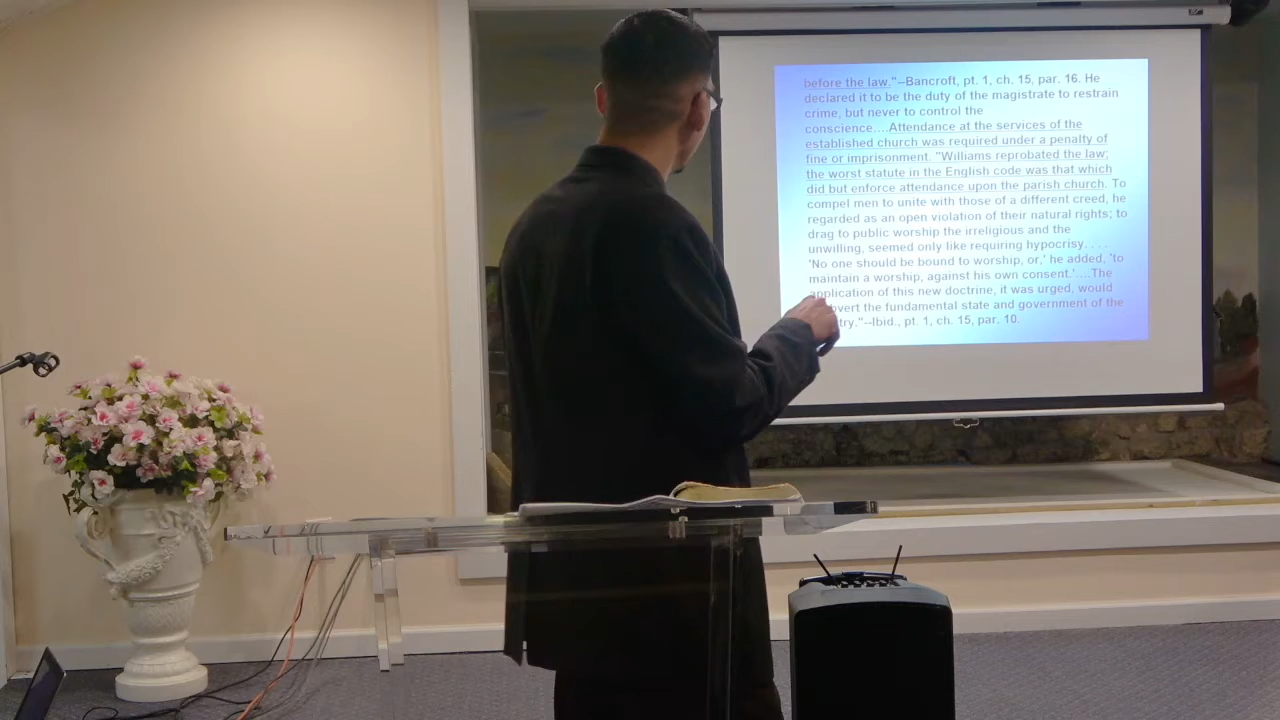 before the law."--Bancroft, pt. 1, ch. 15, par. 16. He
declared it to be the duty of the magistrate to restrain
crime, but never to control the
conscience....Attendance at the services of the
established church was required under a penalty of
fine or imprisonment. "Williams reprobated the law;
the worst statute in the English code was that which
did but enforce attendance upon the parish church. To
compel men to unite with those of a different creed, he
regarded as an open violation of their natural rights; to
drag to public worship the irreligious and the
unwilling, seemed only like requiring hypocrisy. . . .
'No one should be bound to worship, or,' he added, 'to
maintain a worship, against his own consent.'....The
application of this new doctrine, it was urged, would
the fundamental state and government of the
"--Ibid., pt. 1, ch. 15, par. 10.